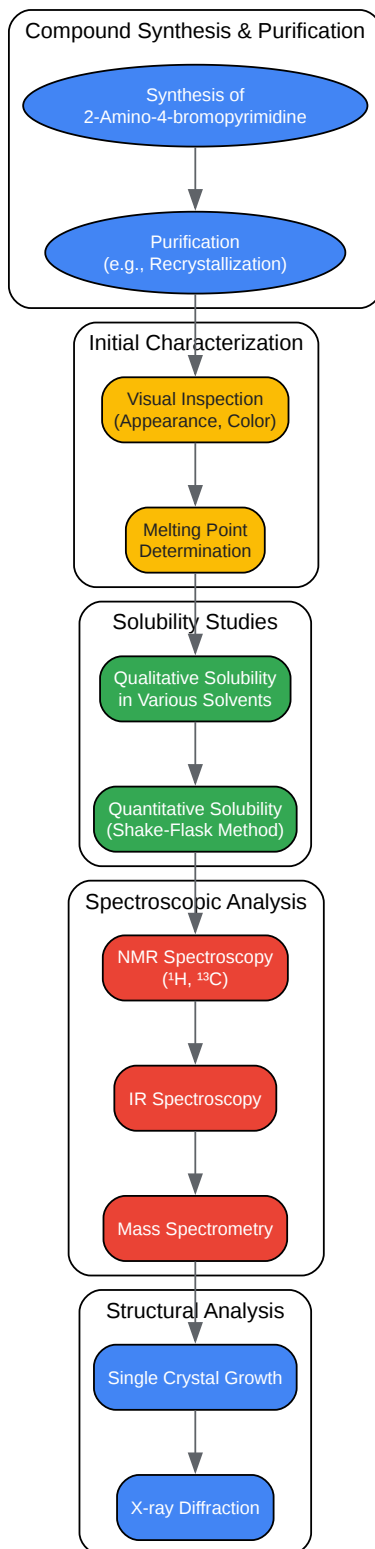 Compound Synthesis & Purification
Synthesis of
2-Amino-4-bromopyrimidine
Purification
(e.g., Recrystallization)
Initial Characterization
Visual Inspection
(Appearance, Color)
Melting Point
Determination
Solubility Studies
Qualitative Solubility
in Various Solvents
Quantitative Solubility
(Shake-Flask Method)
Spectroscopic Analysis
NMR Spectroscopy
(¹H, ¹³C)
IR Spectroscopy
Mass Spectrometry
Structural Analysis
Single Crystal Growth
X-ray Diffraction